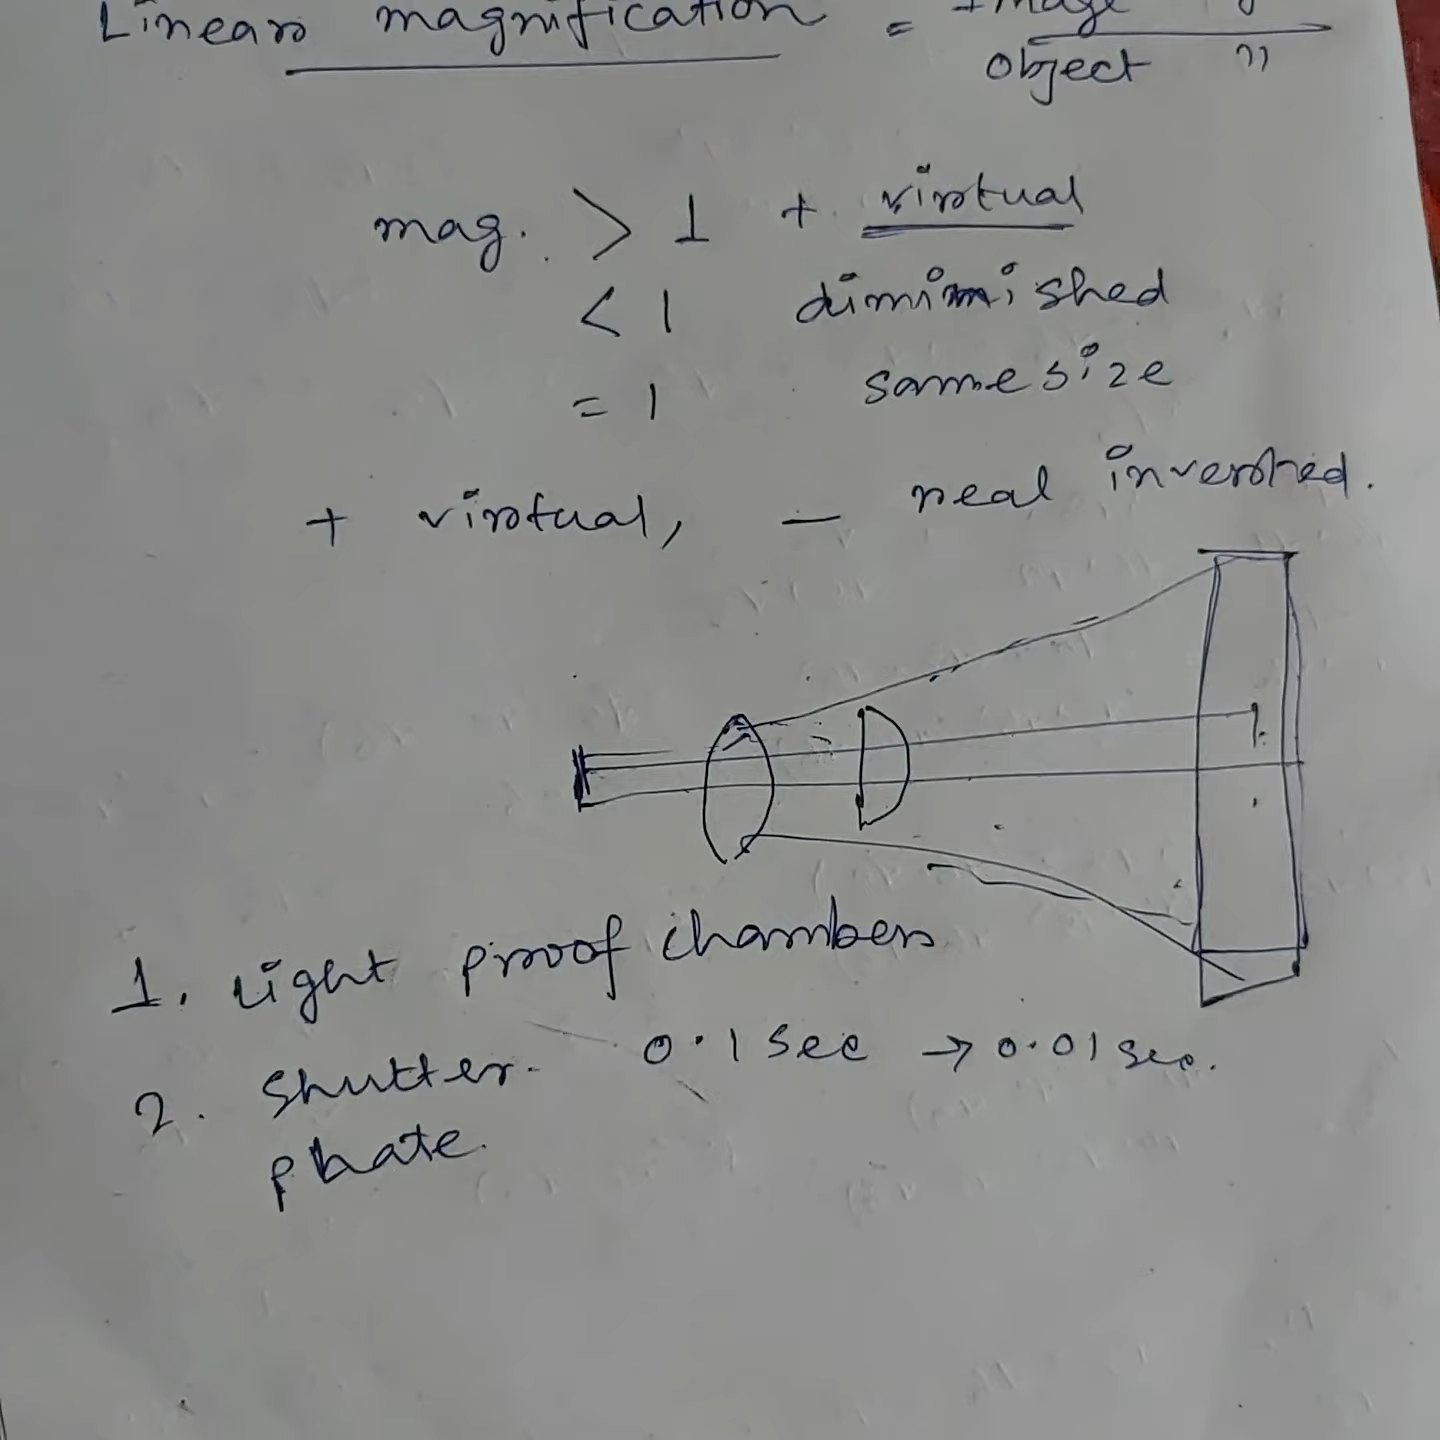 Linear magnification = Image
object "
mag. > 1 + virtual
< 1 diminished
= 1 same size
+ virtual, - real inverted.
1. Light proof chamber
2. Shutter. 0.1 sec → 0.01 sec.
plate.